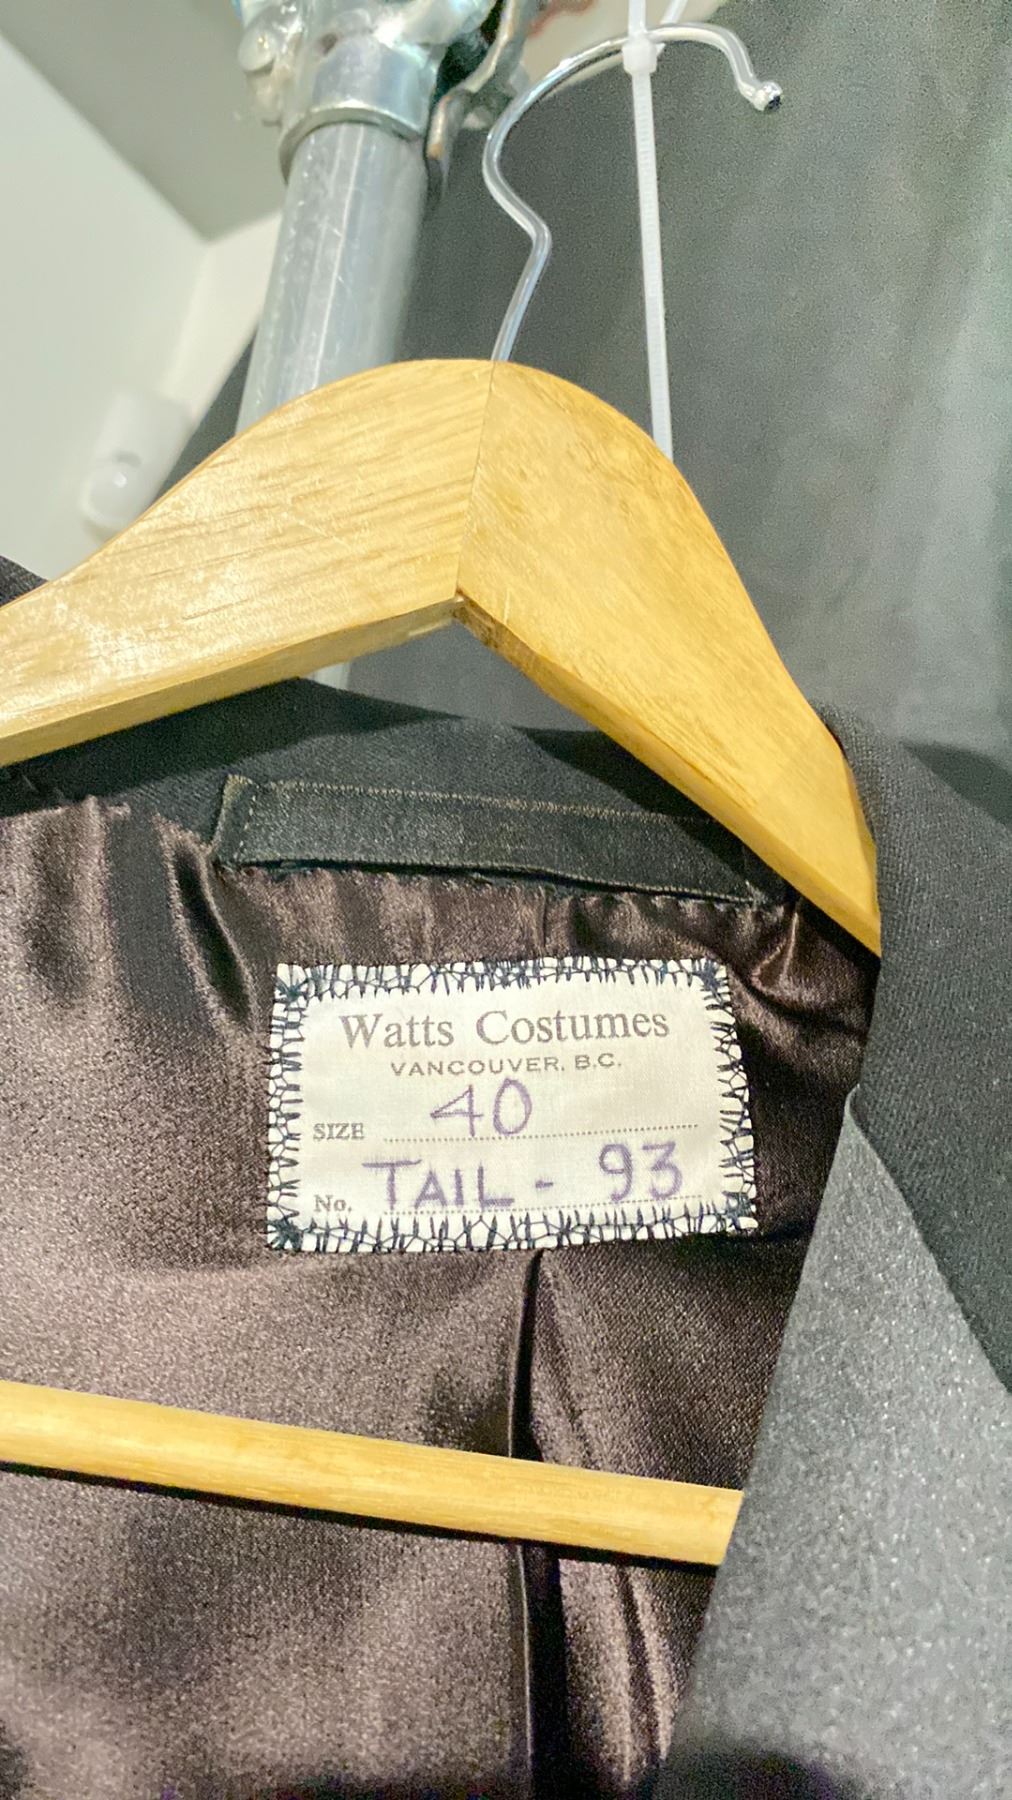 Watts Costumes
VANCOUVER, B.C.
SIZE 40
No. TAIL - 93